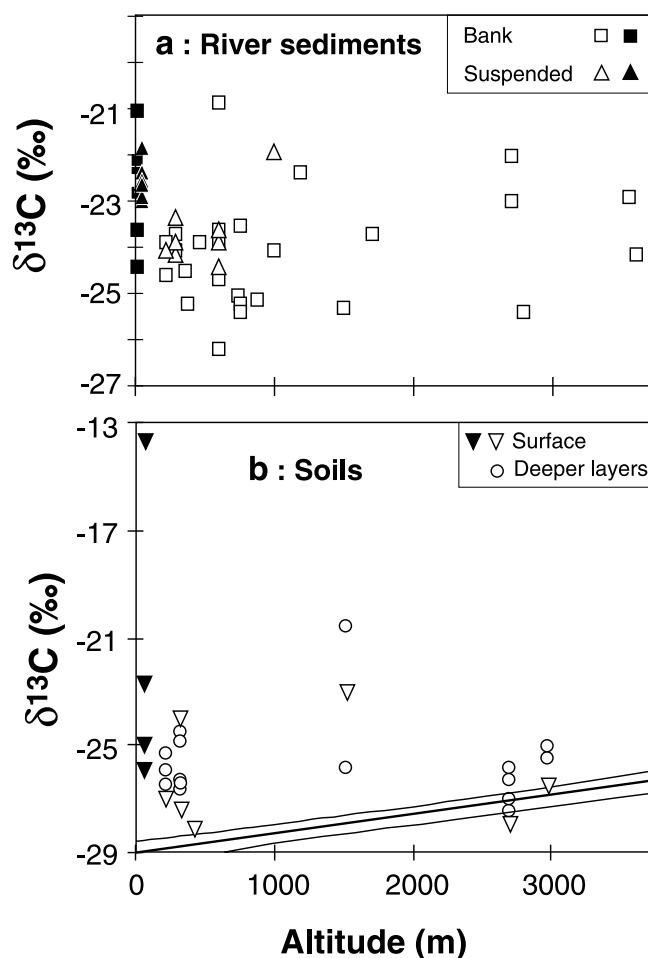 a : River sediments
Bank
Suspended
δ¹³C (‰)
-21
-23
-25
-27
b : Soils
Surface
Deeper layers
δ¹³C (‰)
-13
-17
-21
-25
-29
0 1000 2000 3000
Altitude (m)